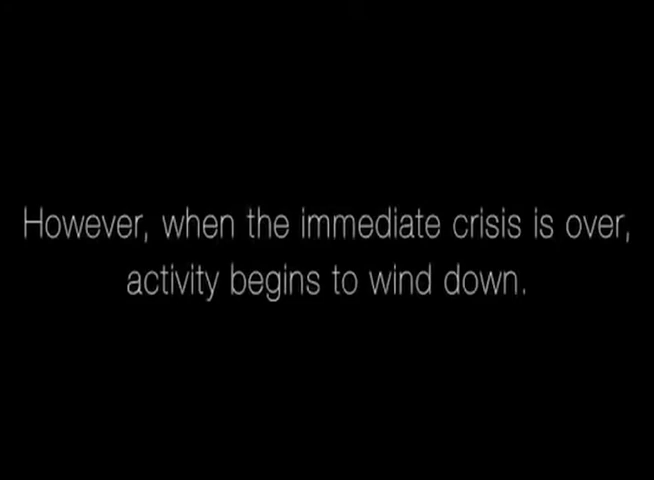 However, when the immediate crisis is over,
activity begins to wind down.